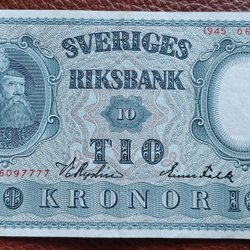 SVERIGES
1945
RIKSBANK
10
6097777
TIO
KRONOR